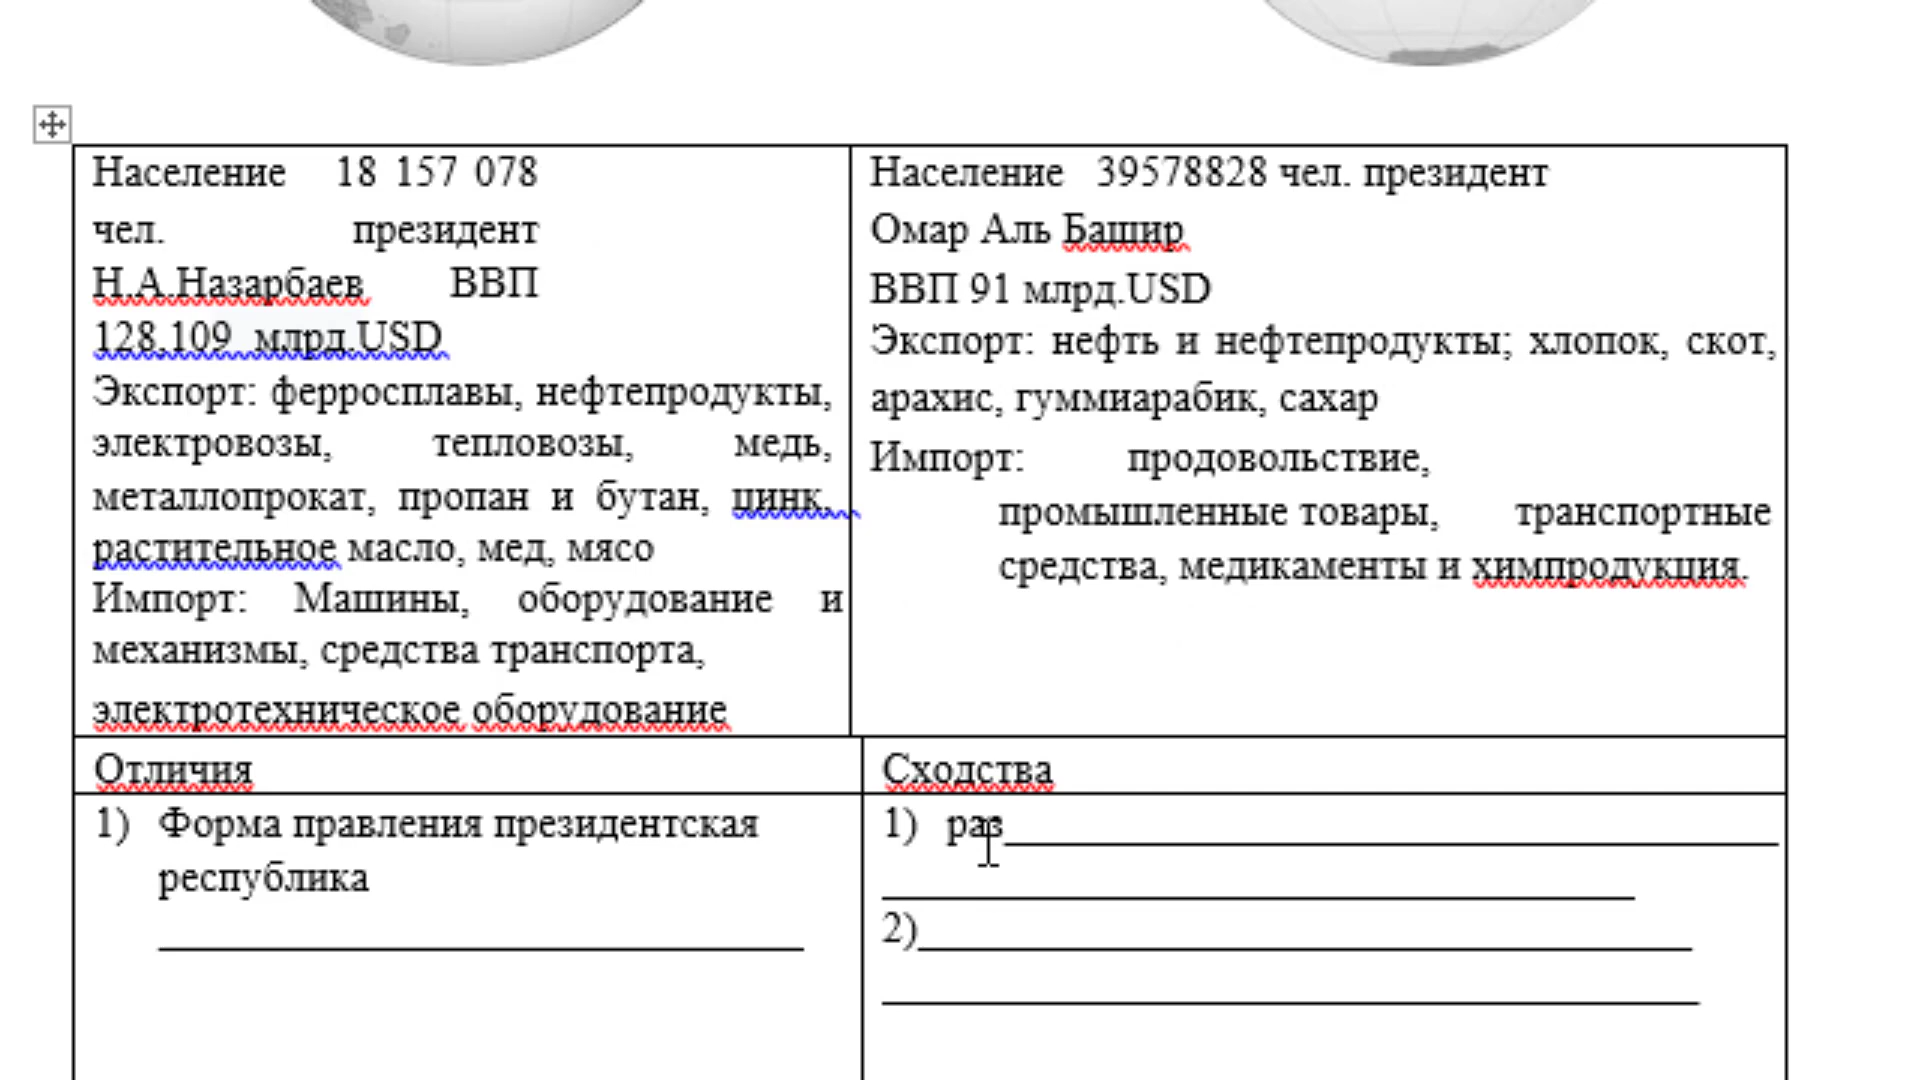 Население 18 157 078
чел. президент
Н.А.Назарбаев ВВП
128,109 млрд.USD
Экспорт: ферросплавы, нефтепродукты,
электровозы, тепловозы, медь,
металлопрокат, пропан и бутан, цинк,
растительное масло, мед, мясо
Импорт: Машины, оборудование и
механизмы, средства транспорта,
электротехническое оборудование
Население 39578828 чел. президент
Омар Аль Башир
ВВП 91 млрд.USD
Экспорт: нефть и нефтепродукты; хлопок, скот,
арахис, гуммиарабик, сахар
Импорт: продовольствие,
промышленные товары, транспортные
средства, медикаменты и химпродукция.
Отличия
Сходства
1) Форма правления президентская
республика
1) раз
2)